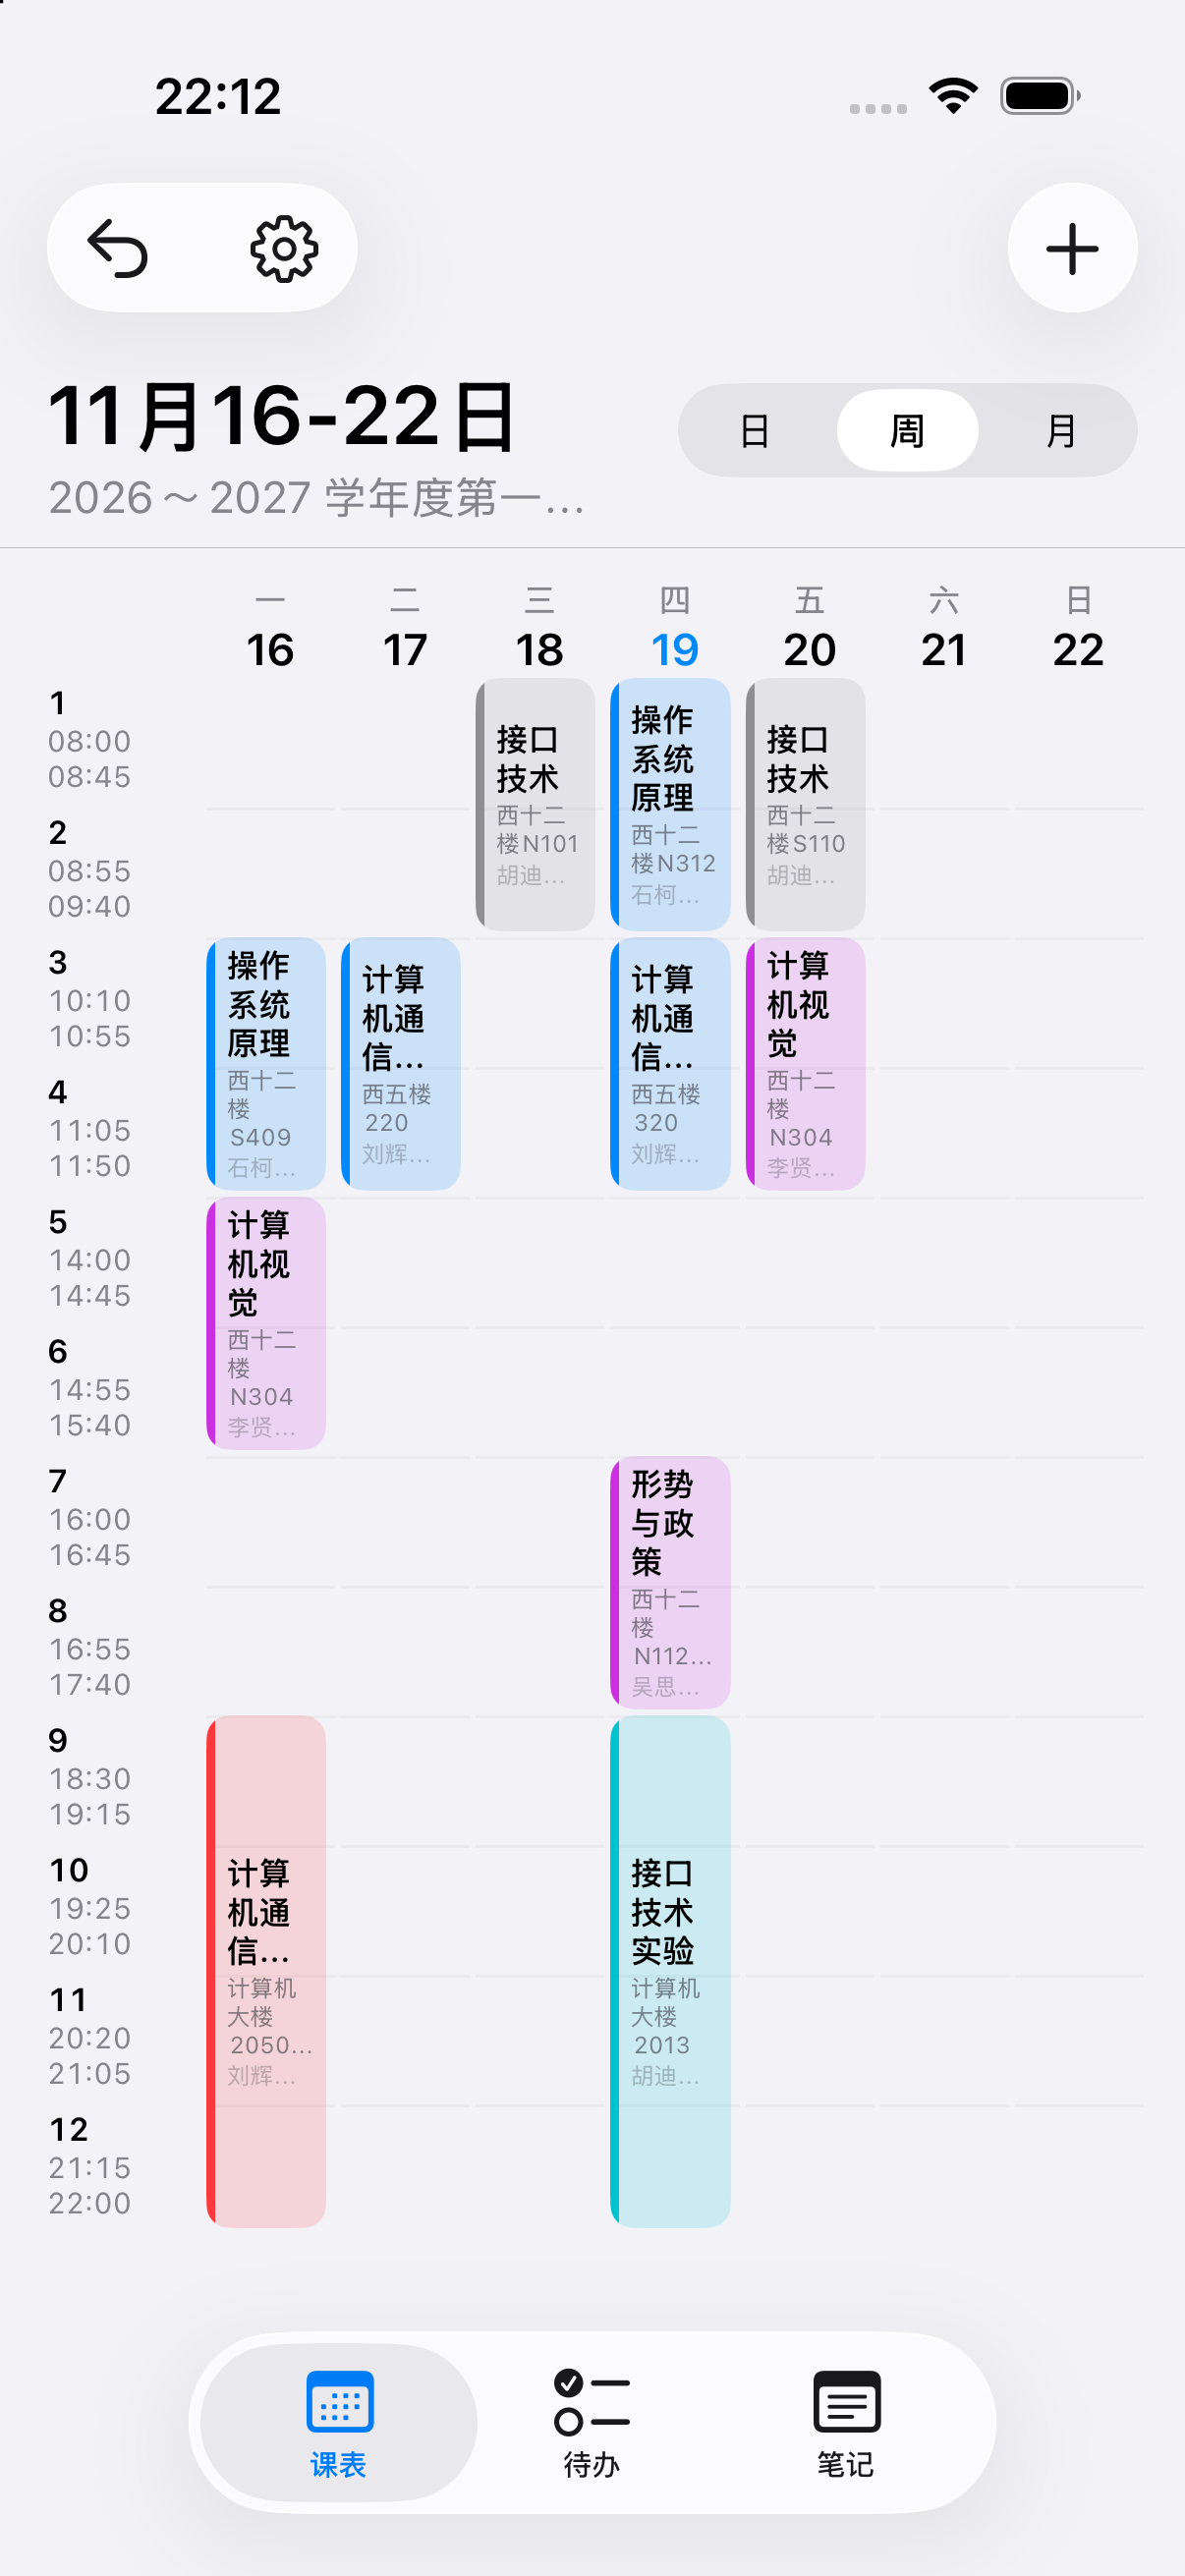 22:12
11月16-22日
日 周 月
2026～2027 学年度第一...
一 二 三 四 五 六 日
16 17 18 19 20 21 22
1
08:00
08:45
2
08:55
09:40
3
10:10
10:55
4
11:05
11:50
5
14:00
14:45
6
14:55
15:40
7
16:00
16:45
8
16:55
17:40
9
18:30
19:15
10
19:25
20:10
11
20:20
21:05
12
21:15
22:00
操作
系统
原理
西十二
楼
S409
石柯...
计算
机视
觉
西十二
楼
N304
李贤...
计算
机通
信...
计算机
大楼
2050...
刘辉...
计算
机通
信...
西五楼
220
刘辉...
接口
技术
西十二
楼N101
胡迪...
操作
系统
原理
西十二
楼N312
石柯...
计算
机通
信...
西五楼
320
刘辉...
形势
与政
策
西十二
楼
N112...
吴思...
接口
技术
实验
计算机
大楼
2013
胡迪...
接口
技术
西十二
楼S110
胡迪...
计算
机视
觉
西十二
楼
N304
李贤...
课表 待办 笔记